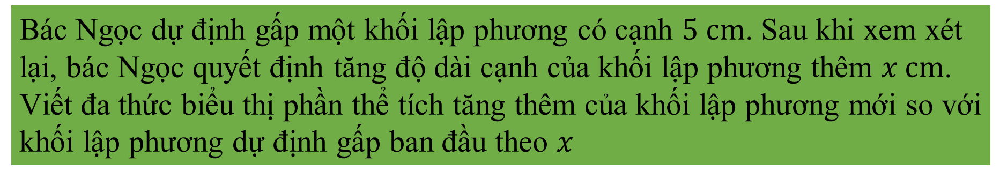 Bác Ngọc dự định gấp một khối lập phương có cạnh 5 cm. Sau khi xem xét
lại, bác Ngọc quyết định tăng độ dài cạnh của khối lập phương thêm x cm.
Viết đa thức biểu thị phần thể tích tăng thêm của khối lập phương mới so với
khối lập phương dự định gấp ban đầu theo x